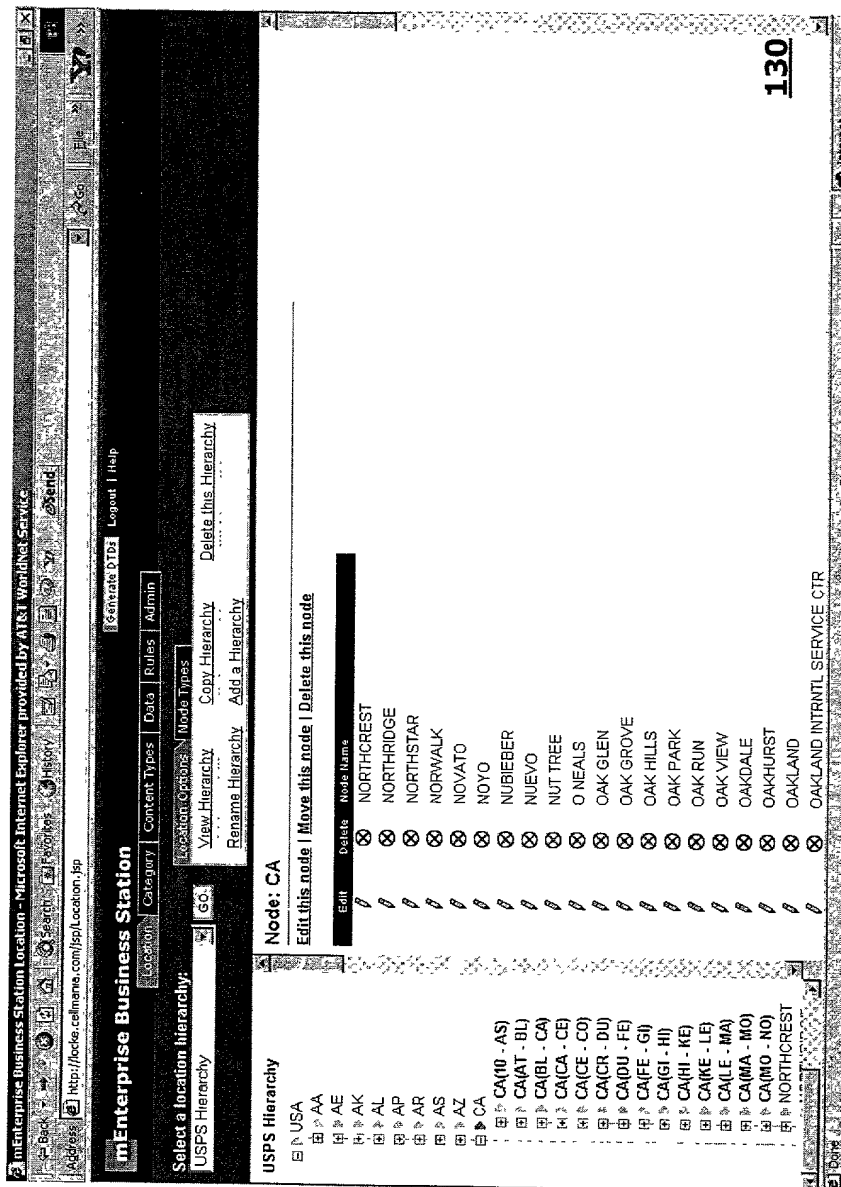 mEnterprise Business Station Location - Microsoft Internet Explorer provided by AT&T WorldNet Service
Back
Search
Favorites
History
Send
Address
http://locke.cellmania.com/jsp/Location.jsp
Go
File
mEnterprise Business Station
Generate DTDs
Logout | Help
Location
Category
Content Types
Data
Rules
Admin
Select a location hierarchy:
USPS Hierarchy
GO
Location Options
Node Types
View Hierarchy
Copy Hierarchy
Delete this Hierarchy
Rename Hierarchy
Add a Hierarchy
USPS Hierarchy
USA
AA
AE
AK
AL
AP
AR
AS
AZ
CA
CA(10 - AS)
CA(AT - BL)
CA(BL - CA)
CA(CA - CE)
CA(CE - CO)
CA(CR - DU)
CA(DU - FE)
CA(FE - GI)
CA(GI - HI)
CA(HI - KE)
CA(KE - LE)
CA(LE - MA)
CA(MA - MO)
CA(MO - NO)
NORTHCREST
Node: CA
Edit this node | Move this node | Delete this node
Edit
Delete
Node Name
NORTHCREST
NORTHRIDGE
NORTHSTAR
NORWALK
NOVATO
NOYO
NUBIEBER
NUEVO
NUT TREE
O NEALS
OAK GLEN
OAK GROVE
OAK HILLS
OAK PARK
OAK RUN
OAK VIEW
OAKDALE
OAKHURST
OAKLAND
OAKLAND INTRNTL SERVICE CTR
130
Done